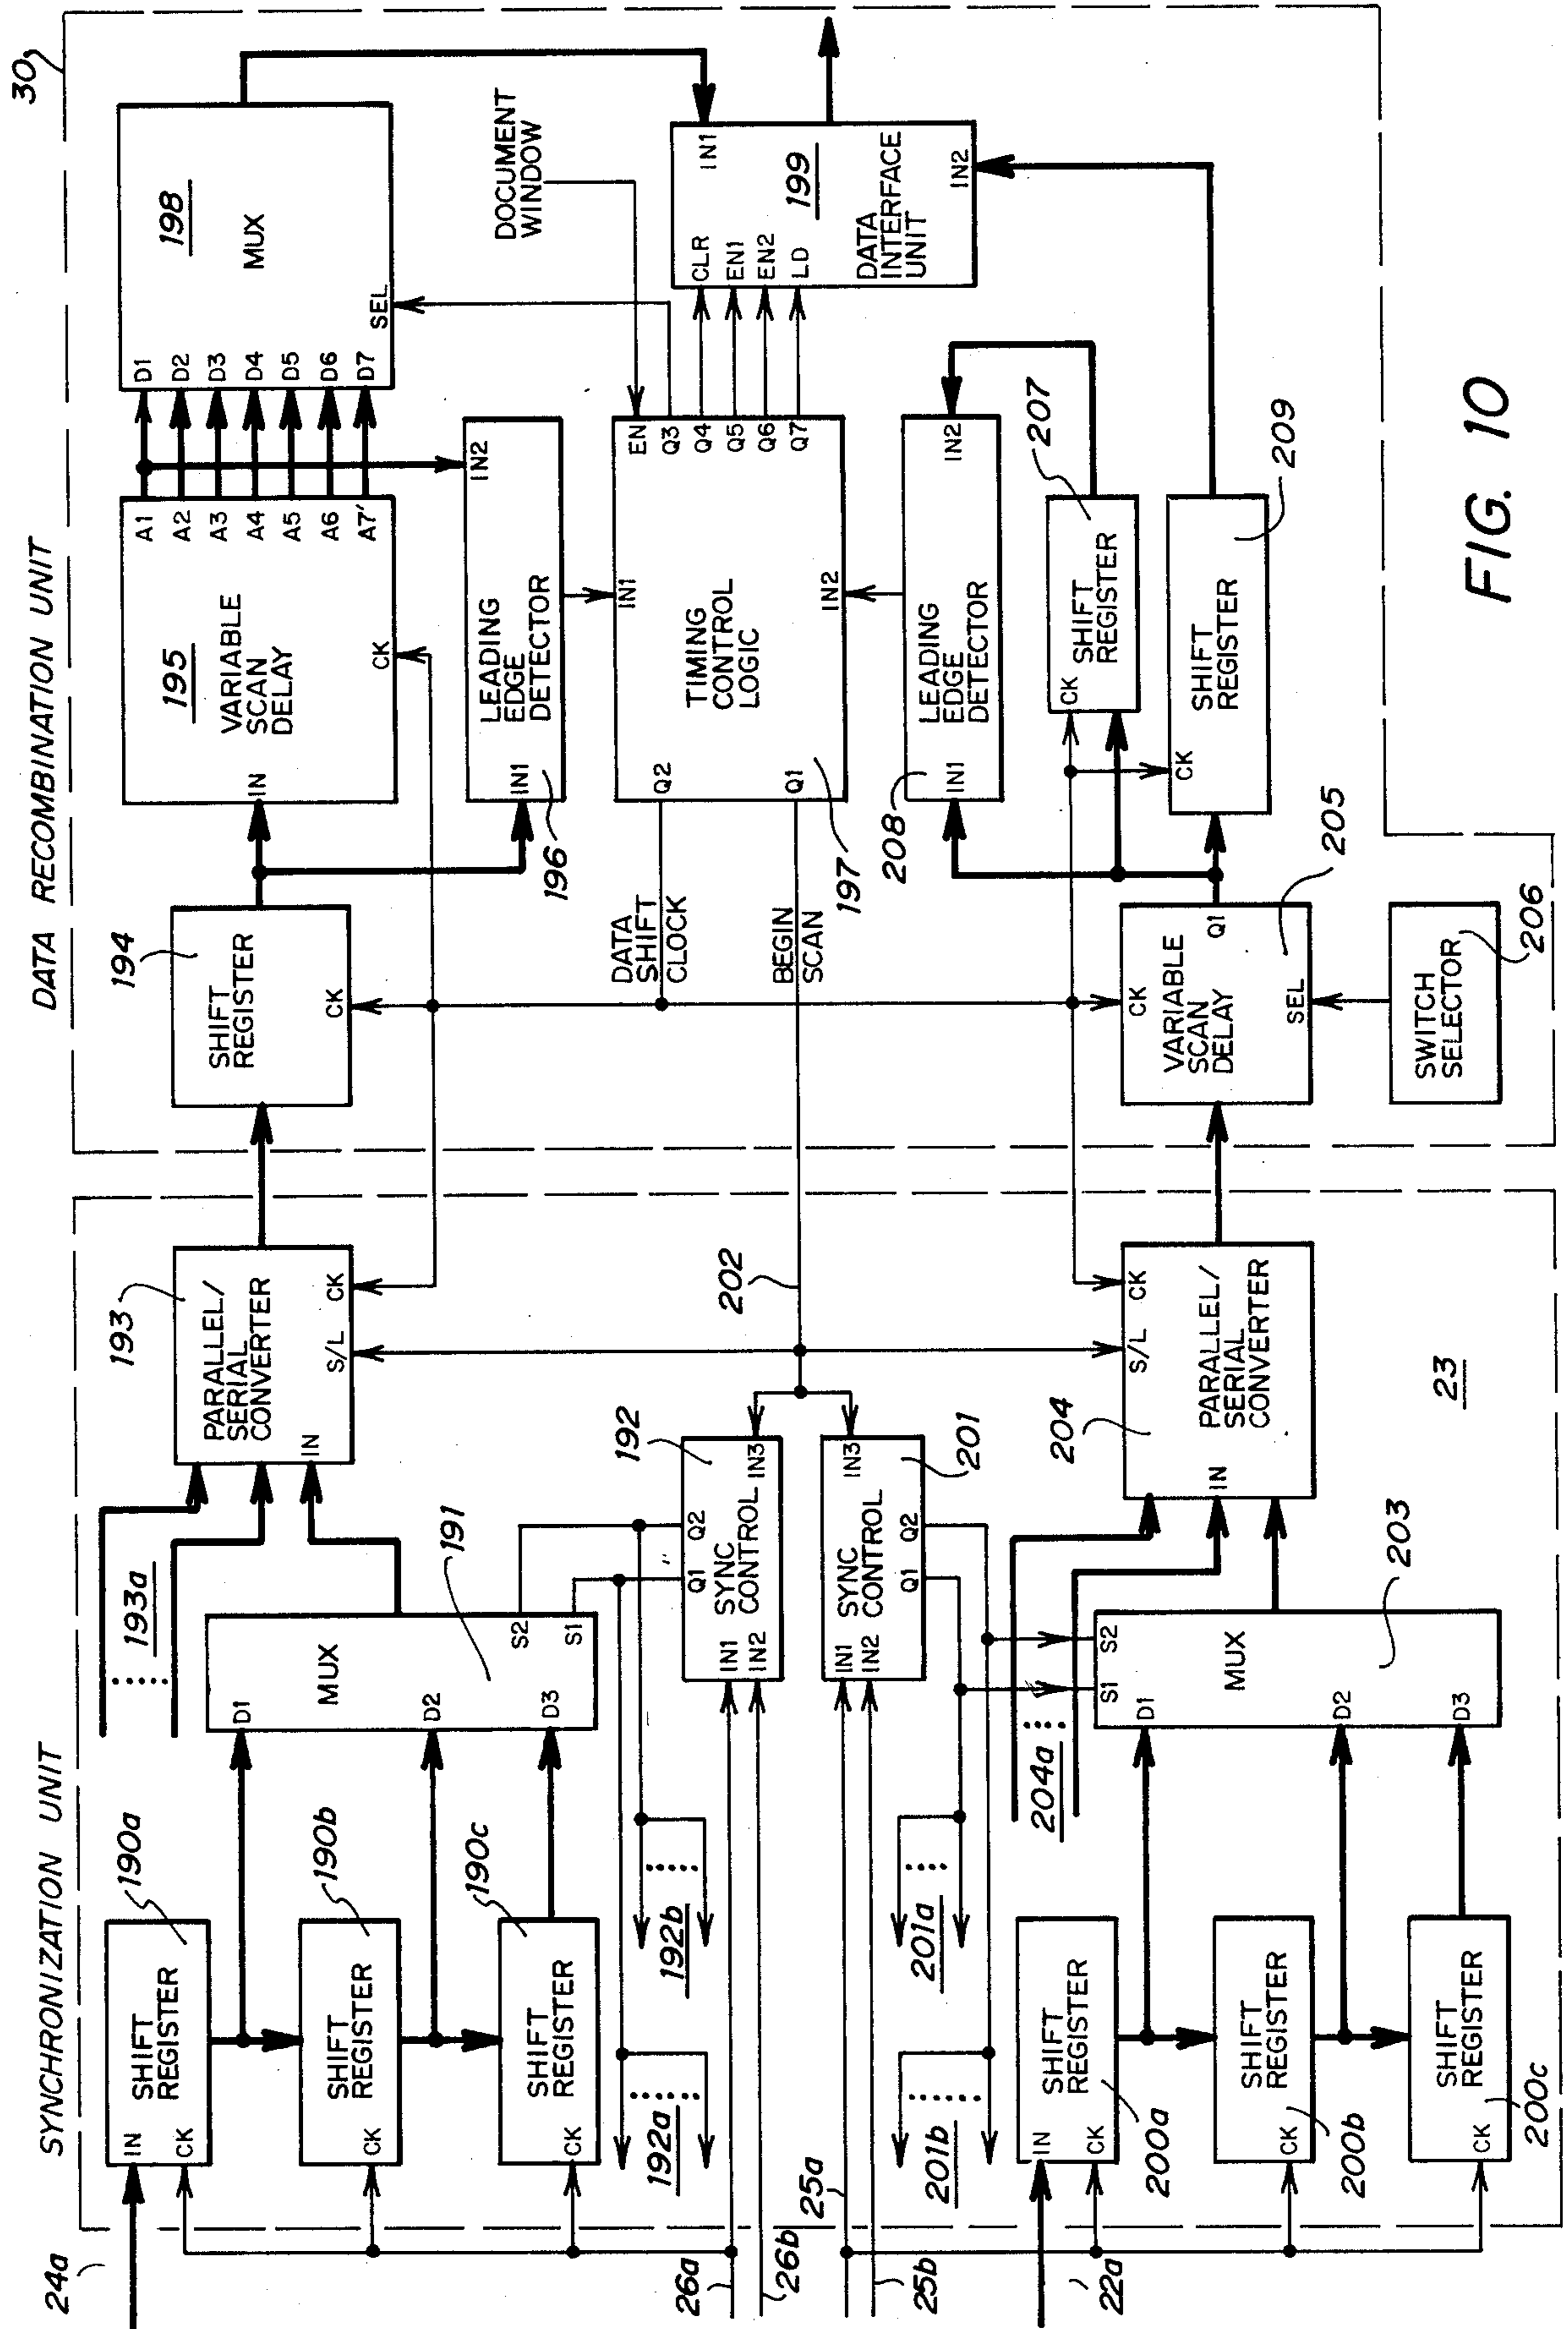 SYNCHRONIZATION UNIT
DATA RECOMBINATION UNIT
30
24a
IN
CK
SHIFT
REGISTER
190a
CK
SHIFT
REGISTER
190b
CK
SHIFT
REGISTER
190c
D1
D2
D3
MUX
S2
S1
191
193a
193
PARALLEL/
SERIAL
CONVERTER
IN
S/L
CK
194
SHIFT
REGISTER
CK
195
VARIABLE
SCAN
DELAY
IN
CK
A1
A2
A3
A4
A5
A6
A7'
198
MUX
D1
D2
D3
D4
D5
D6
D7
SEL
LEADING
EDGE
DETECTOR
IN1
IN2
196
DOCUMENT
WINDOW
192a
192b
192
SYNC
CONTROL
IN1
IN2
Q1
Q2
IN3
26a
26b
202
DATA
SHIFT
CLOCK
BEGIN
SCAN
TIMING
CONTROL
LOGIC
Q2
Q1
IN1
IN2
EN
Q3
Q4
Q5
Q6
Q7
197
199
DATA
INTERFACE
UNIT
CLR
EN1
EN2
LD
IN1
IN2
25a
25b
201
SYNC
CONTROL
IN1
IN2
Q1
Q2
IN3
201a
201b
22a
IN
CK
SHIFT
REGISTER
200a
CK
SHIFT
REGISTER
200b
CK
SHIFT
REGISTER
200c
204a
S1
S2
D1
D2
D3
MUX
203
204
PARALLEL/
SERIAL
CONVERTER
IN
S/L
CK
23
VARIABLE
SCAN
DELAY
CK
SEL
Q1
205
SWITCH
SELECTOR
206
208
LEADING
EDGE
DETECTOR
IN1
IN2
207
CK
SHIFT
REGISTER
209
CK
SHIFT
REGISTER
FIG. 10